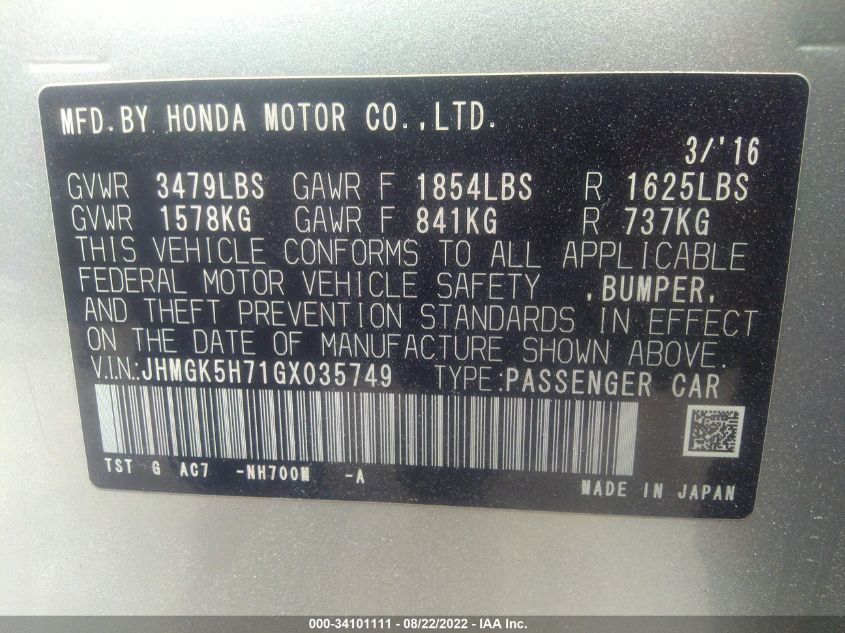 MFD.BY HONDA MOTOR CO.,LTD.
3/'16
GVWR 3479LBS GAWR F 1854LBS R 1625LBS
GVWR 1578KG GAWR F 841KG R 737KG
THIS VEHICLE CONFORMS TO ALL APPLICABLE
FEDERAL MOTOR VEHICLE SAFETY ,BUMPER,
AND THEFT PREVENTION STANDARDS IN EFFECT
ON THE DATE OF MANUFACTURE SHOWN ABOVE.
V.I.N.:JHMGK5H71GX035749 TYPE:PASSENGER CAR
TST G AC7 -NH700M -A
MADE IN JAPAN
000-34101111 - 08/22/2022 - IAA Inc.